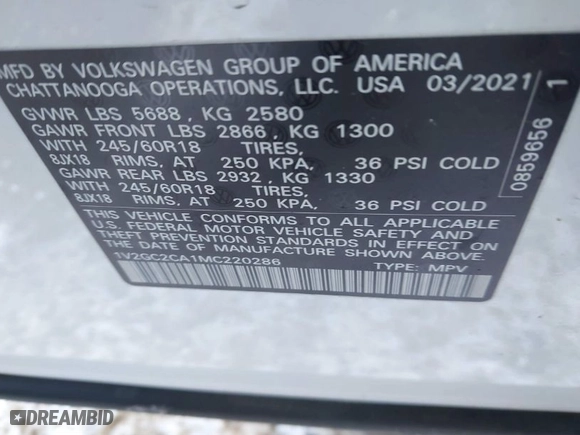 MFD BY VOLKSWAGEN GROUP OF AMERICA
CHATTANOOGA OPERATIONS, LLC. USA 03/2021
GVWR LBS 5688, KG 2580
GAWR FRONT LBS 2866, KG 1300
WITH 245/60R18 TIRES,
8JX18 RIMS, AT 250 KPA, 36 PSI COLD
GAWR REAR LBS 2932, KG 1330
WITH 245/60R18 TIRES,
8JX18 RIMS, AT 250 KPA, 36 PSI COLD
THIS VEHICLE CONFORMS TO ALL APPLICABLE
U.S. FEDERAL MOTOR VEHICLE SAFETY AND
THEFT PREVENTION STANDARDS IN EFFECT ON
THE DATE OF MANUFACTURE SHOWN ABOVE.
1V2GC2CA1MC220286 TYPE: MPV
0859656 1
DREAMBID